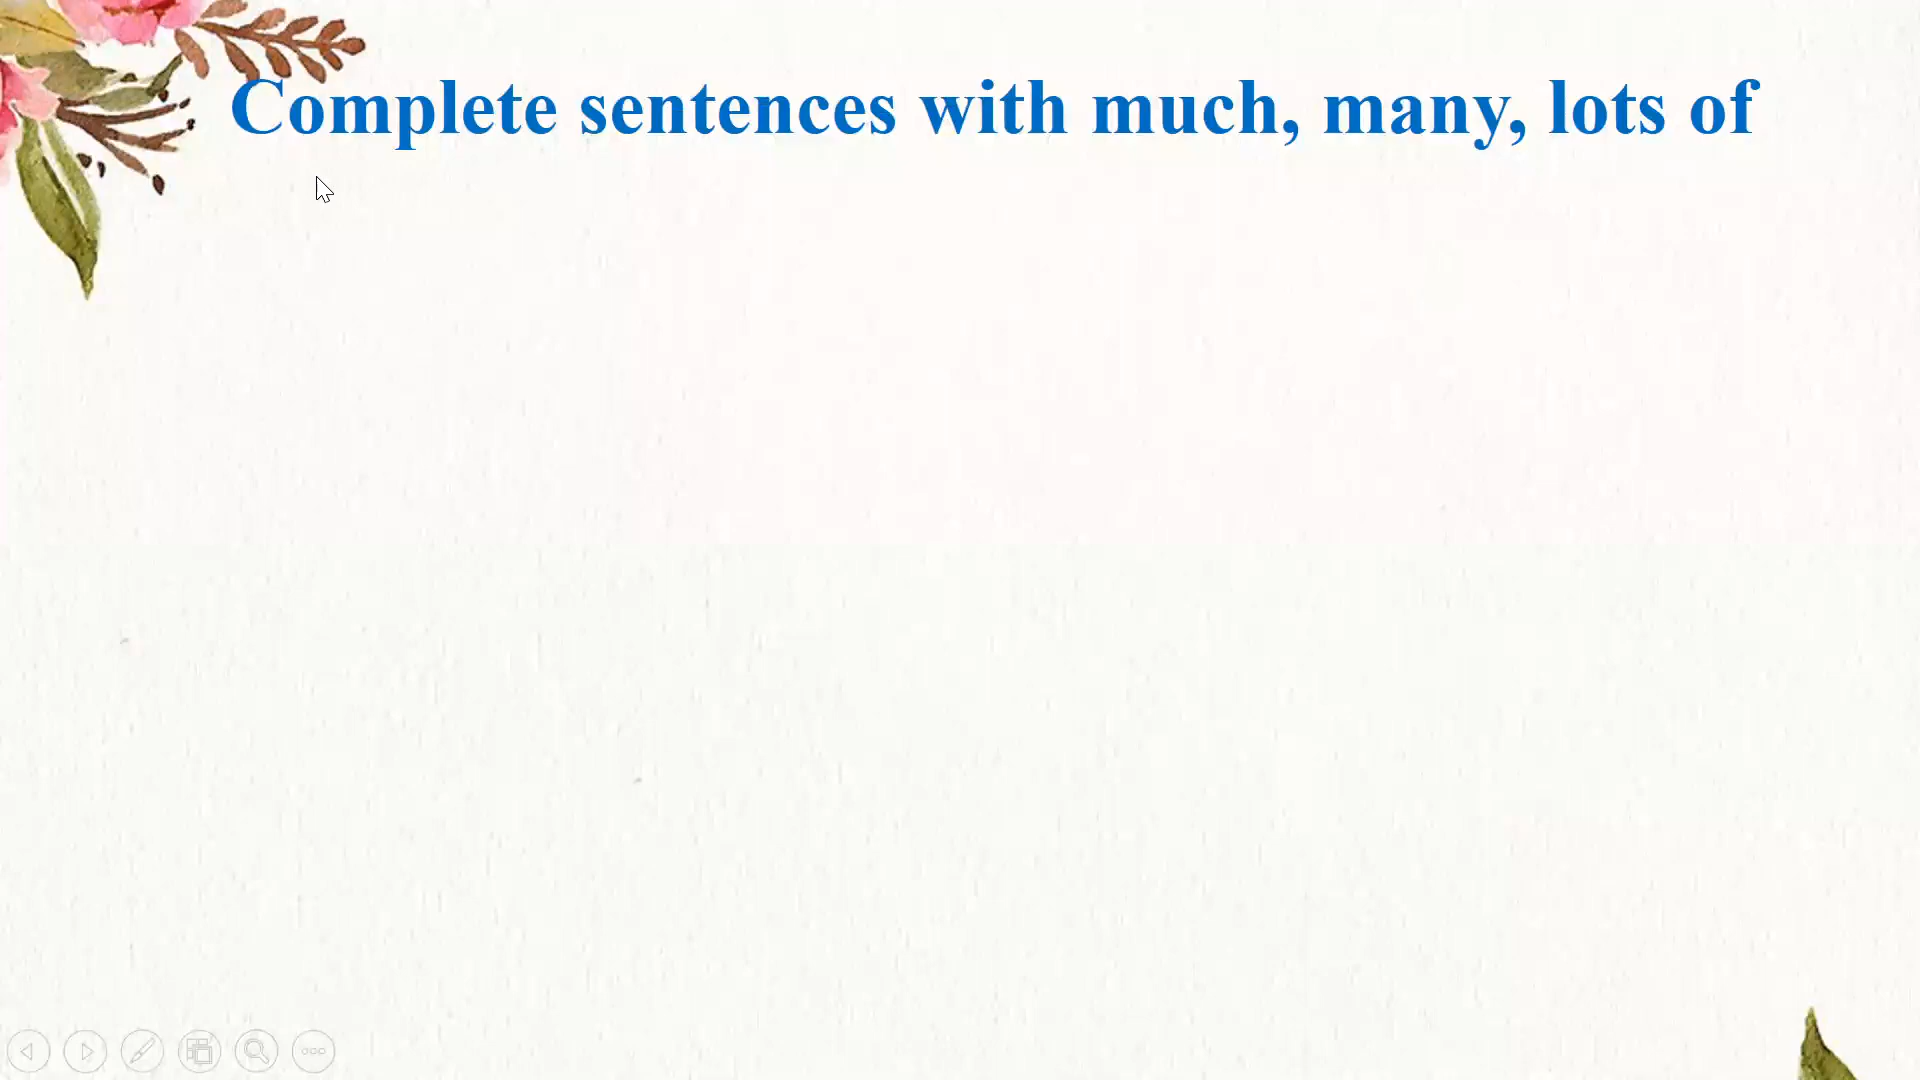 Complete sentences with much, many, lots of